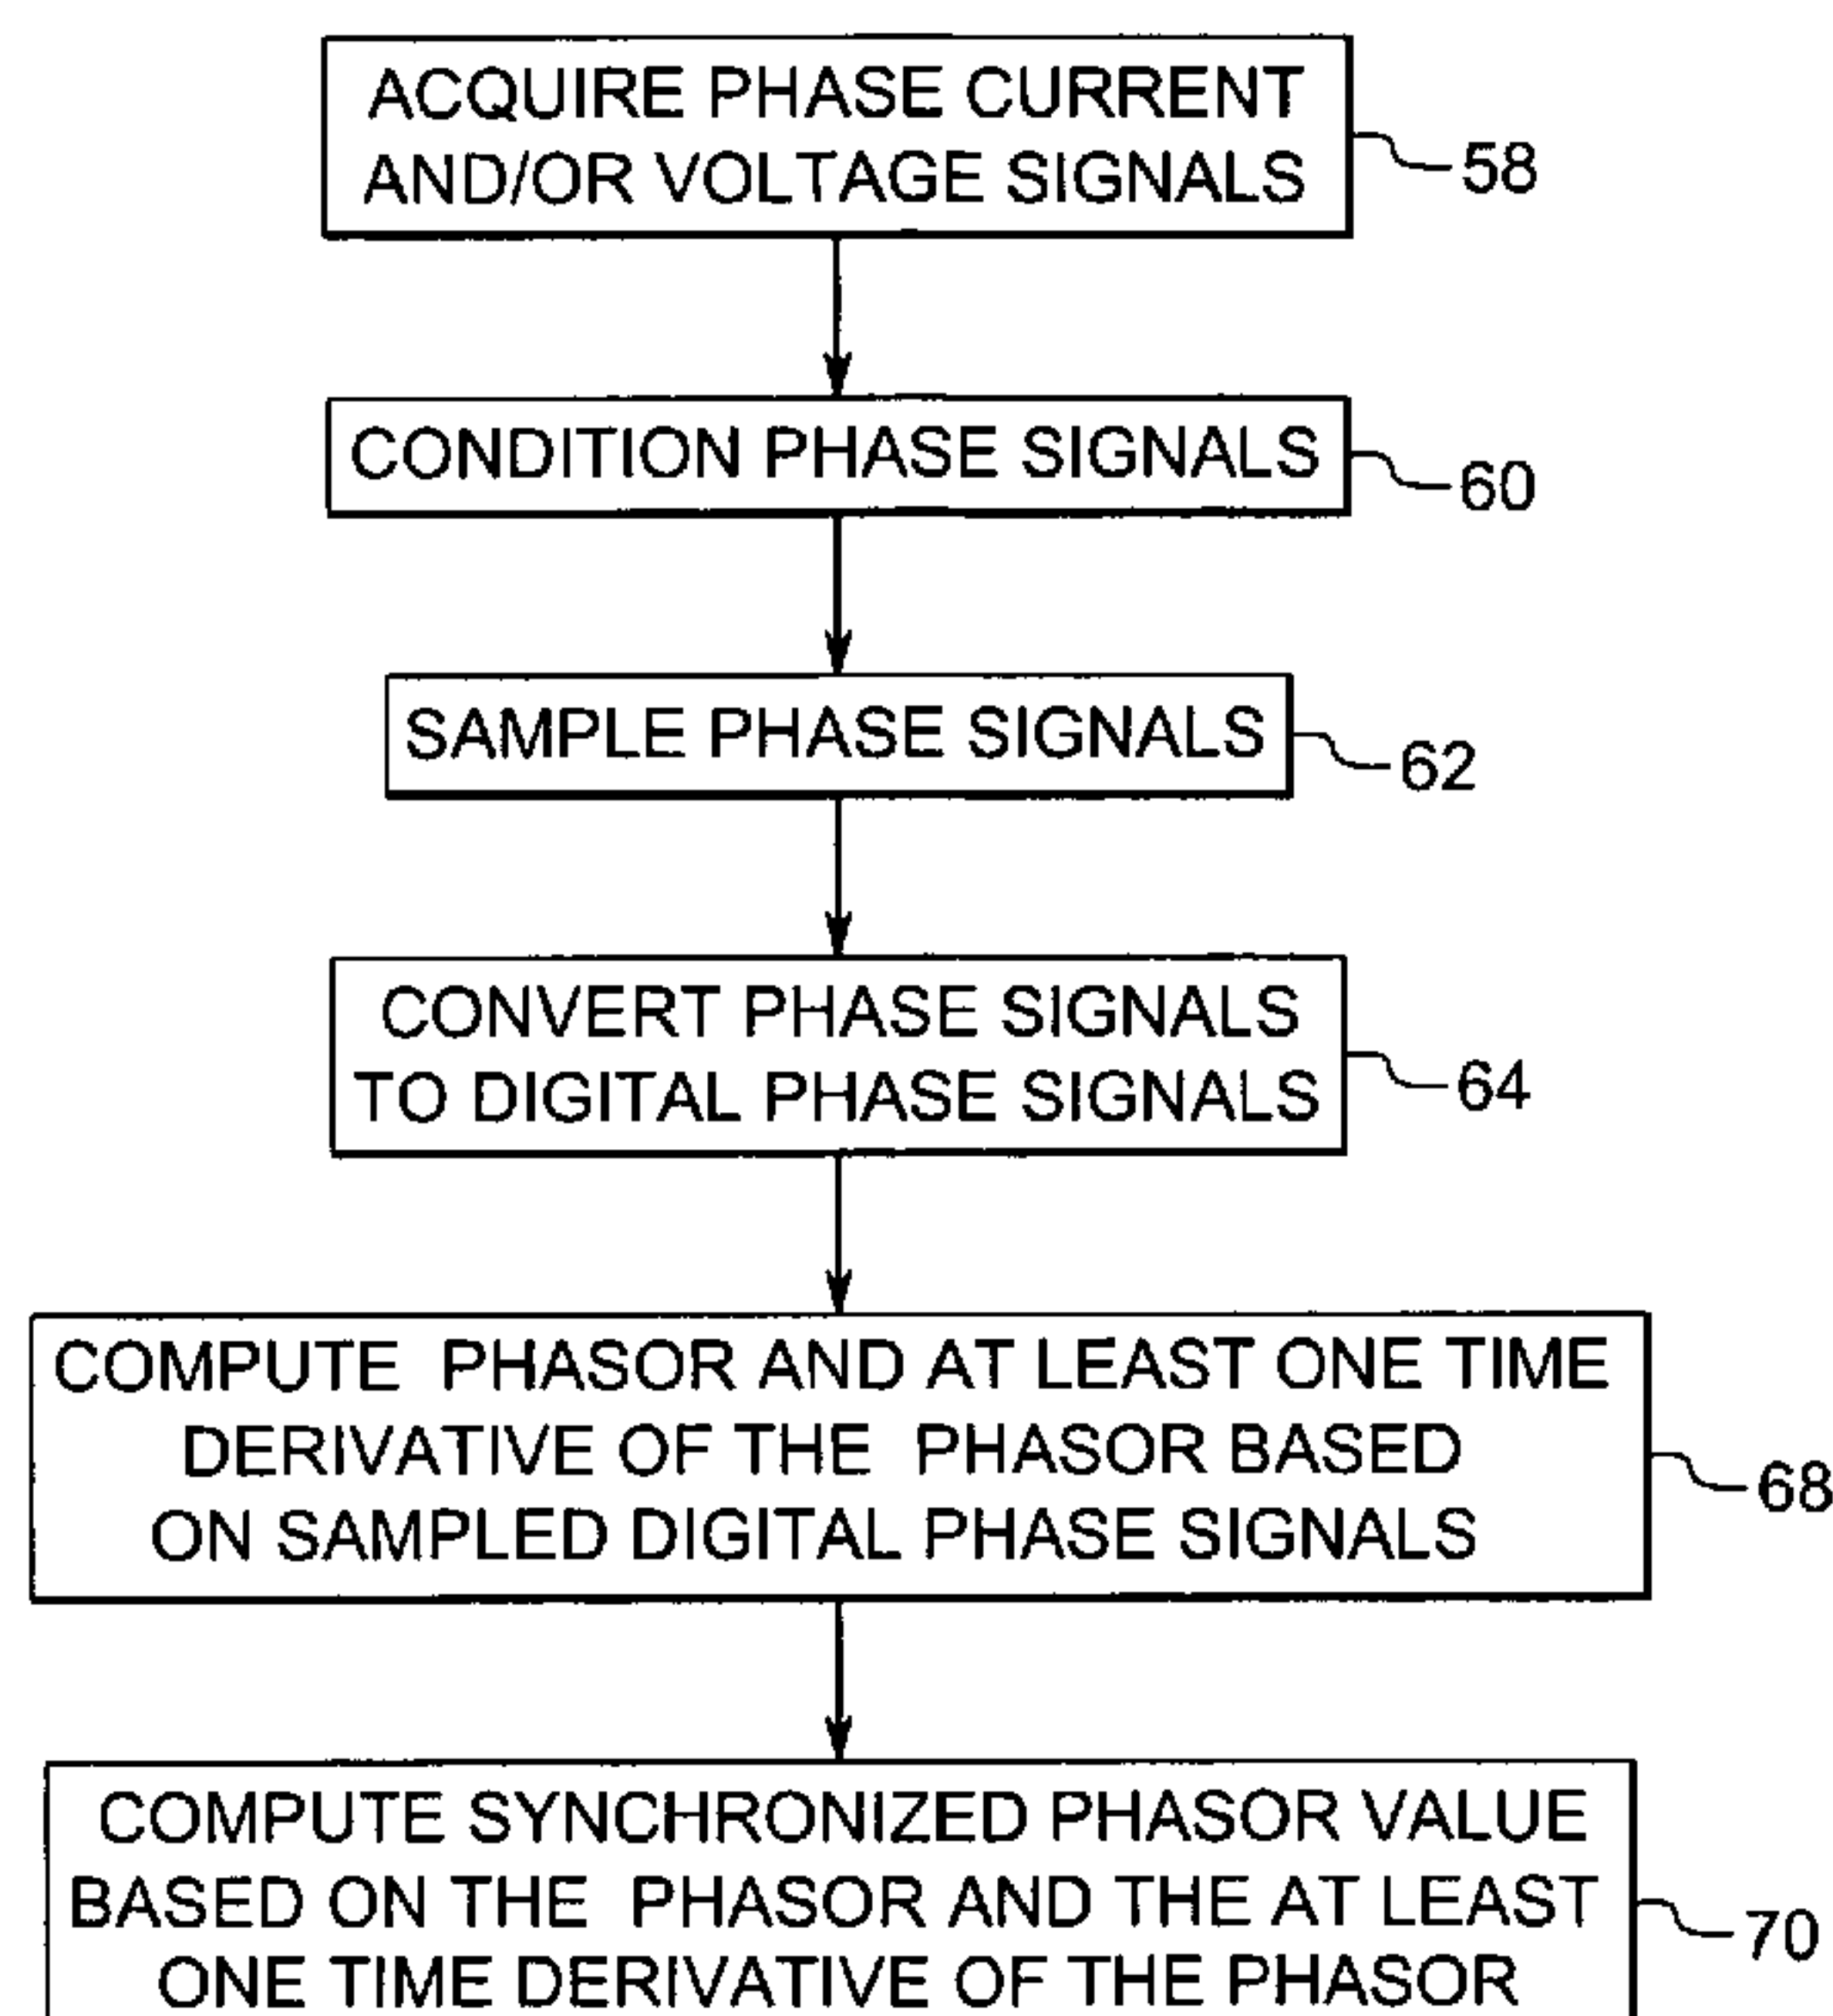 ACQUIRE PHASE CURRENT
AND/OR VOLTAGE SIGNALS
58
CONDITION PHASE SIGNALS
60
SAMPLE PHASE SIGNALS
62
CONVERT PHASE SIGNALS
TO DIGITAL PHASE SIGNALS
64
COMPUTE PHASOR AND AT LEAST ONE TIME
DERIVATIVE OF THE PHASOR BASED
ON SAMPLED DIGITAL PHASE SIGNALS
68
COMPUTE SYNCHRONIZED PHASOR VALUE
BASED ON THE PHASOR AND THE AT LEAST
ONE TIME DERIVATIVE OF THE PHASOR
70